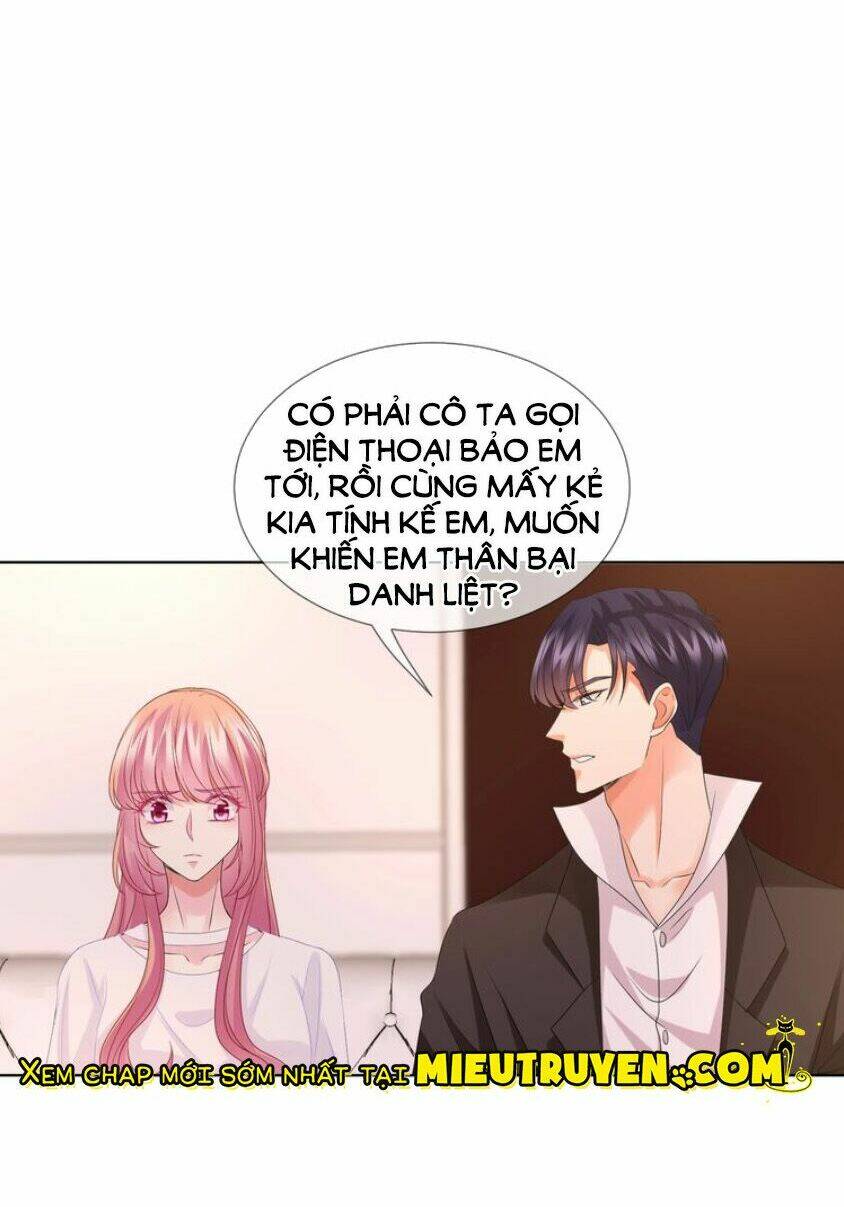 CÓ PHẢI CÔ TA GỌI
ĐIỆN THOẠI BẢO EM
TỚI, RỒI CÙNG MẤY KẺ
KIA TÍNH KẾ EM, MUỐN
KHIẾN EM THÂN BẠI
DANH LIỆT?
XEM CHAP MỚI SỚM NHẤT TẠI MIEUTRUYEN.COM